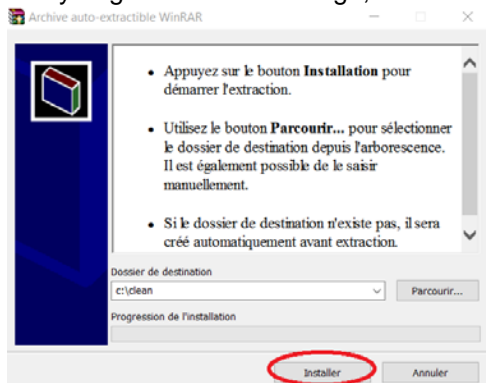 Archive auto-extractible WinRAR
• Appuyez sur le bouton Installation pour
démarrer l'extraction.
• Utilisez le bouton Parcourir... pour sélectionner
le dossier de destination depuis l'arborescence.
Il est également possible de le saisir
manuellement.
• Si le dossier de destination n'existe pas, il sera
créé automatiquement avant extraction.
Dossier de destination
c:\clean
Parcourir...
Progression de l'installation
Installer
Annuler